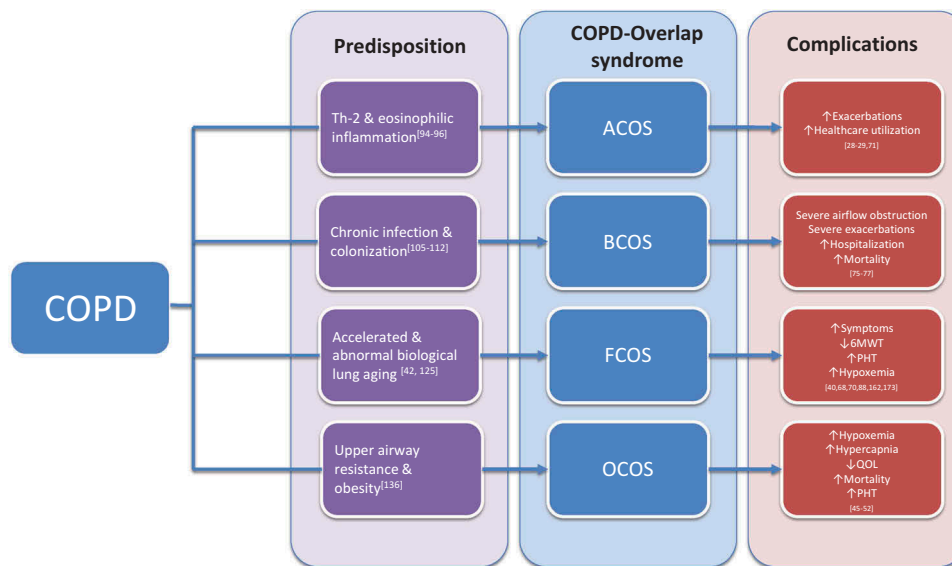 Predisposition
COPD-Overlap
syndrome
Complications
COPD
Th-2 & eosinophilic
inflammation[94-96]
ACOS
↑Exacerbations
↑Healthcare utilization
[28-29,71]
Chronic infection &
colonization[105-112]
BCOS
Severe airflow obstruction
Severe exacerbations
↑Hospitalization
↑Mortality
[75-77]
Accelerated &
abnormal biological
lung aging [42, 125]
FCOS
↑Symptoms
↓6MWT
↑PHT
↑Hypoxemia
[40,68,70,88,162,173]
Upper airway
resistance &
obesity[136]
OCOS
↑Hypoxemia
↑Hypercapnia
↓QOL
↑Mortality
↑PHT
[45-52]